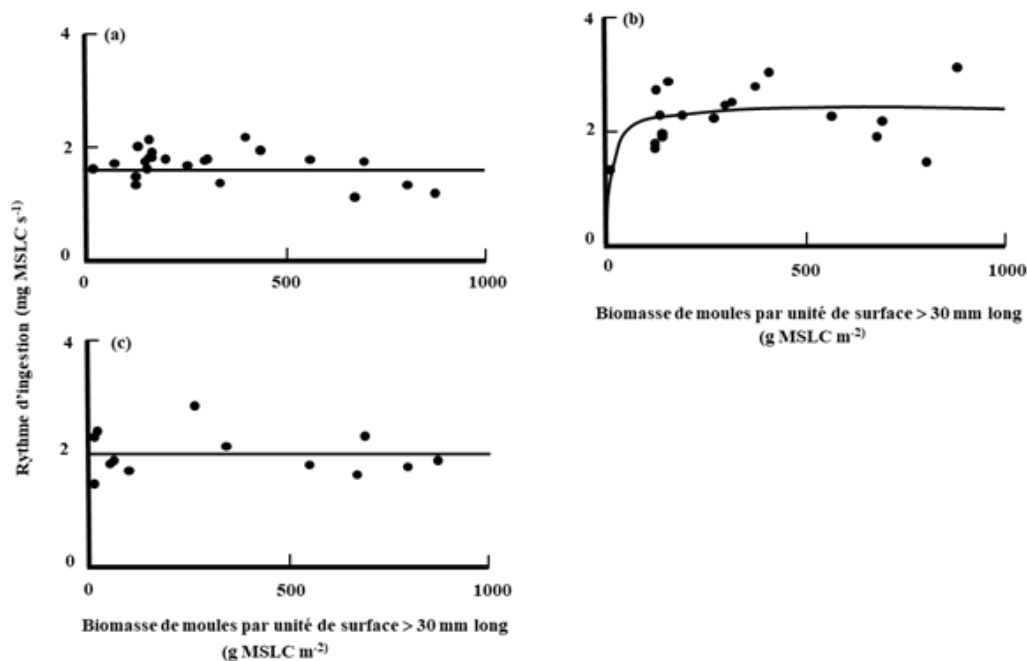 Rythme d'ingestion (mg MSLC s-1)
(a)
4
2
0
0 500 1000
(b)
4
2
0
0 500 1000
Biomasse de moules par unité de surface > 30 mm long
(g MSLC m-2)
(c)
4
2
0
0 500 1000
Biomasse de moules par unité de surface > 30 mm long
(g MSLC m-2)